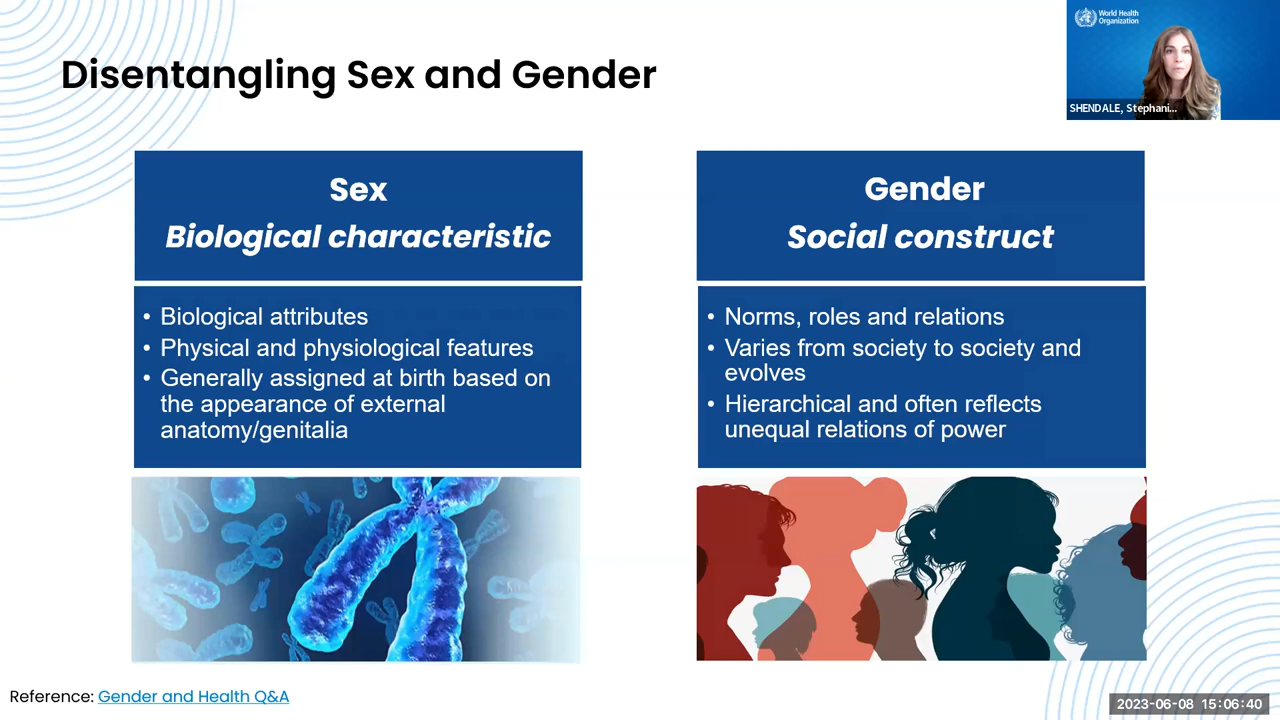 Disentangling Sex and Gender
World Health
Organization
SHENDALE, Stephani...
Sex
Biological characteristic
• Biological attributes
• Physical and physiological features
• Generally assigned at birth based on
the appearance of external
anatomy/genitalia
Gender
Social construct
• Norms, roles and relations
• Varies from society to society and
evolves
• Hierarchical and often reflects
unequal relations of power
Reference: Gender and Health Q&A
2023-06-08 15:06:40